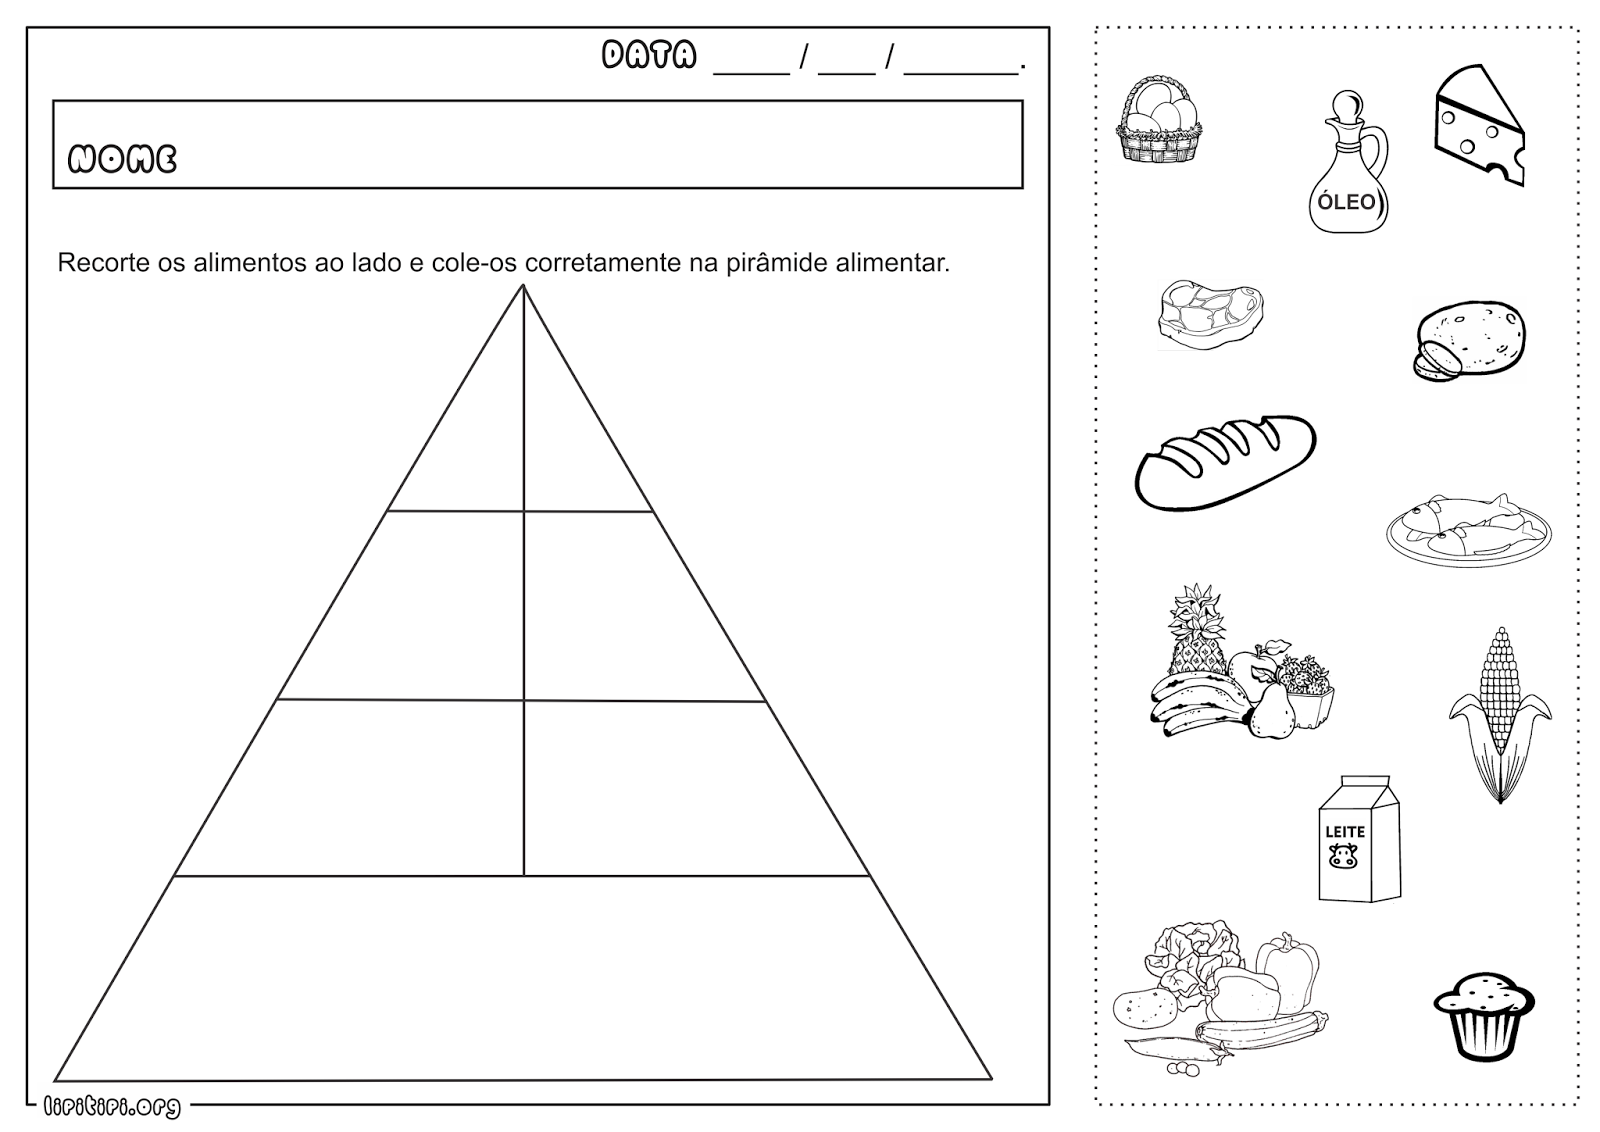 DATA ____ / ___ / ______.
NOME
Recorte os alimentos ao lado e cole-os corretamente na pirâmide alimentar.
ÓLEO
LEITE
lipitipi.org